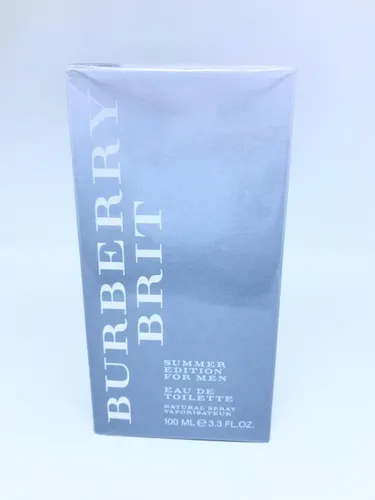 BURBERRY
BRIT
SUMMER
EDITION
FOR MEN
EAU DE
TOILETTE
NATURAL SPRAY
VAPORISATEUR
100 ML ℮ 3.3 FL.OZ.